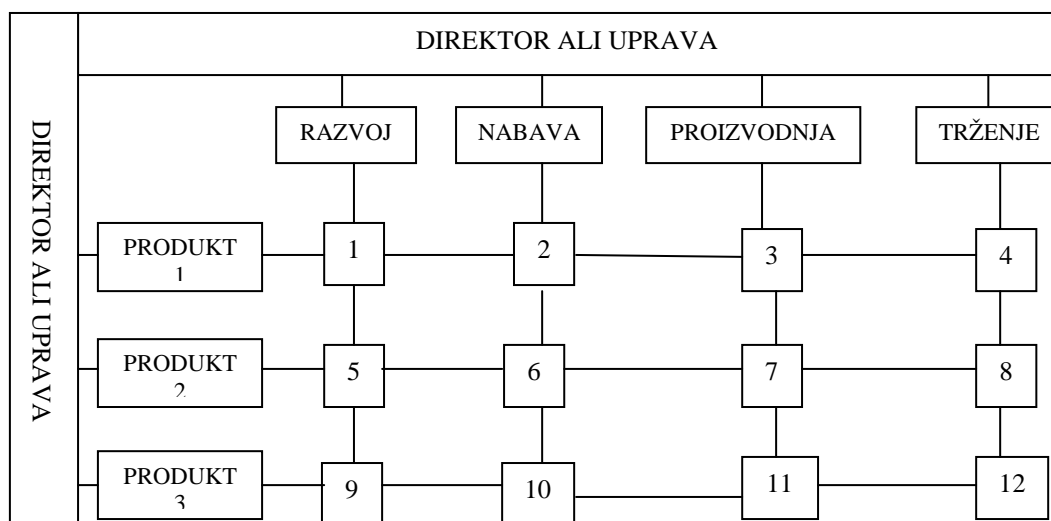 DIREKTOR ALI UPRAVA
DIREKTOR ALI UPRAVA
RAZVOJ
NABAVA
PROIZVODNJA
TRŽENJE
PRODUKT
1
1
2
3
4
PRODUKT
2
5
6
7
8
PRODUKT
3
9
10
11
12